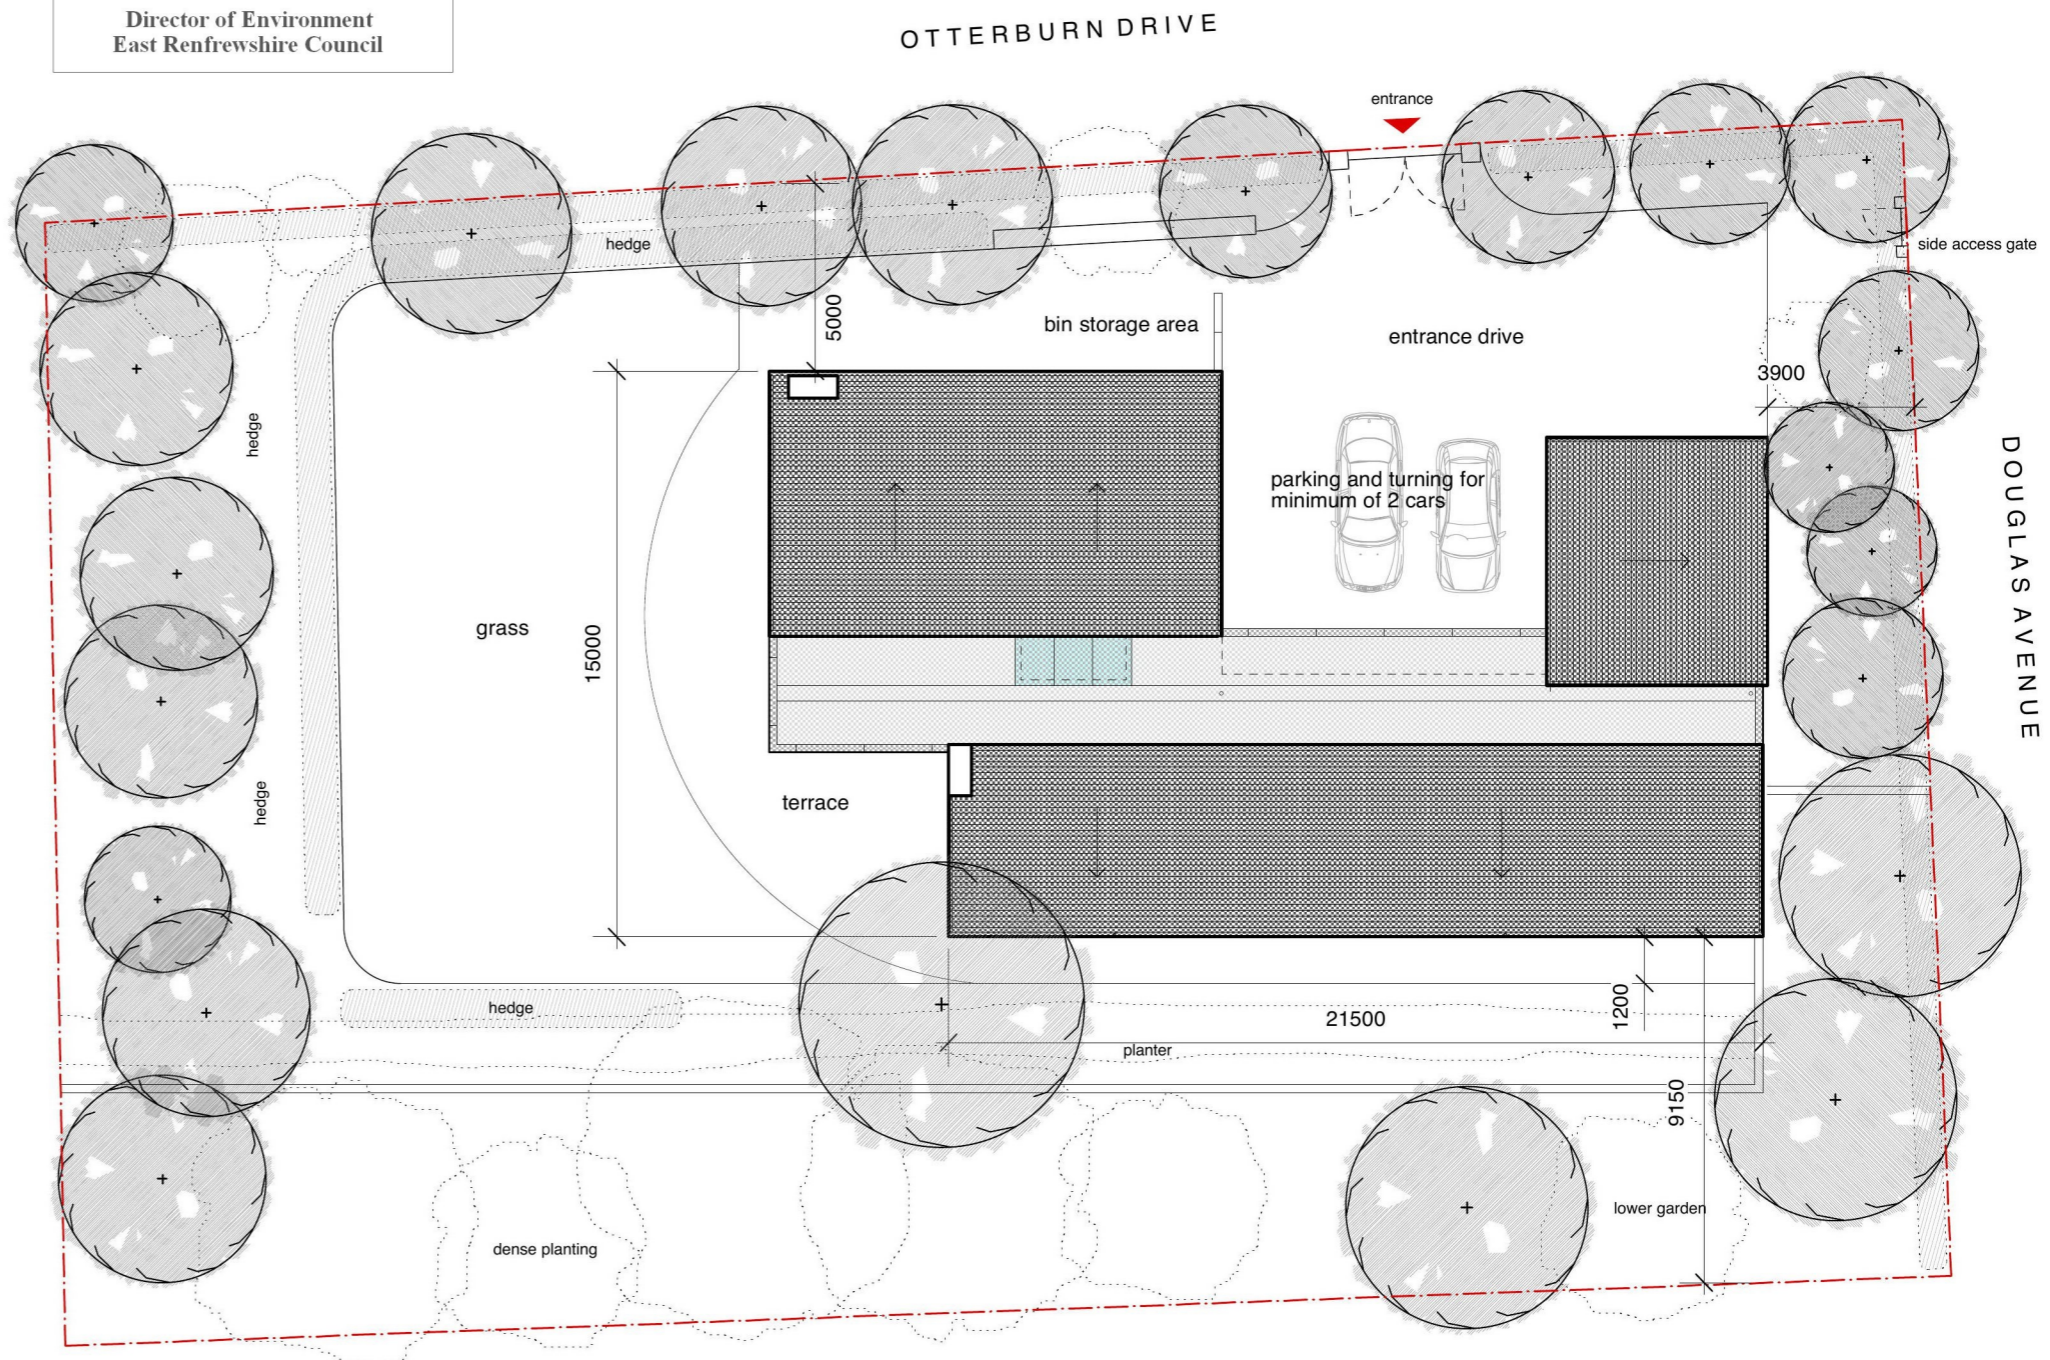 Director of Environment
East Renfrewshire Council
OTTERBURN DRIVE
entrance
side access gate
hedge
5000
bin storage area
entrance drive
3900
hedge
parking and turning for
minimum of 2 cars
DOUGLAS AVENUE
grass
15000
terrace
hedge
hedge
1200
21500
planter
9150
lower garden
dense planting